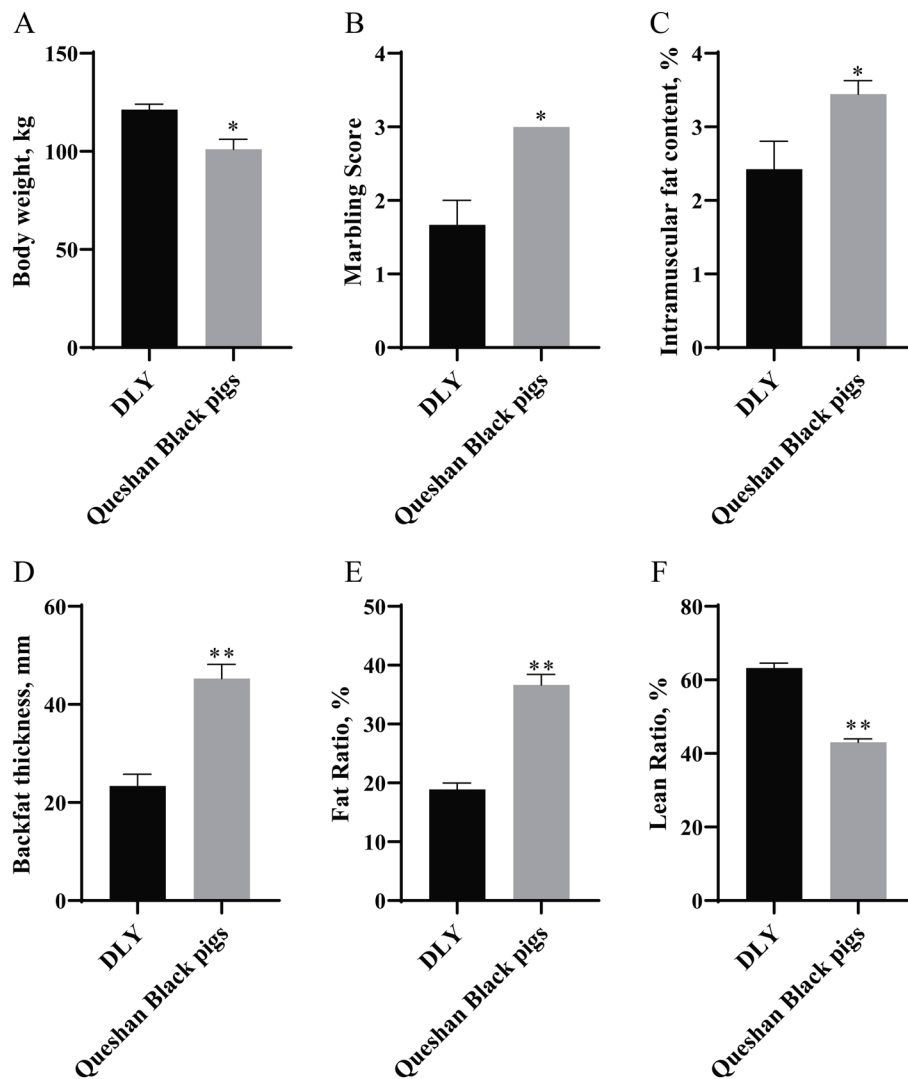 A
Body weight, kg
150
100
50
0
*
DLY
Queshan Black pigs
B
Marbling Score
4
3
2
1
0
*
DLY
Queshan Black pigs
C
Intramuscular fat content, %
4
3
2
1
0
*
DLY
Queshan Black pigs
D
Backfat thickness, mm
60
40
20
0
**
DLY
Queshan Black pigs
E
Fat Ratio, %
50
40
30
20
10
0
**
DLY
Queshan Black pigs
F
Lean Ratio, %
80
60
40
20
0
**
DLY
Queshan Black pigs